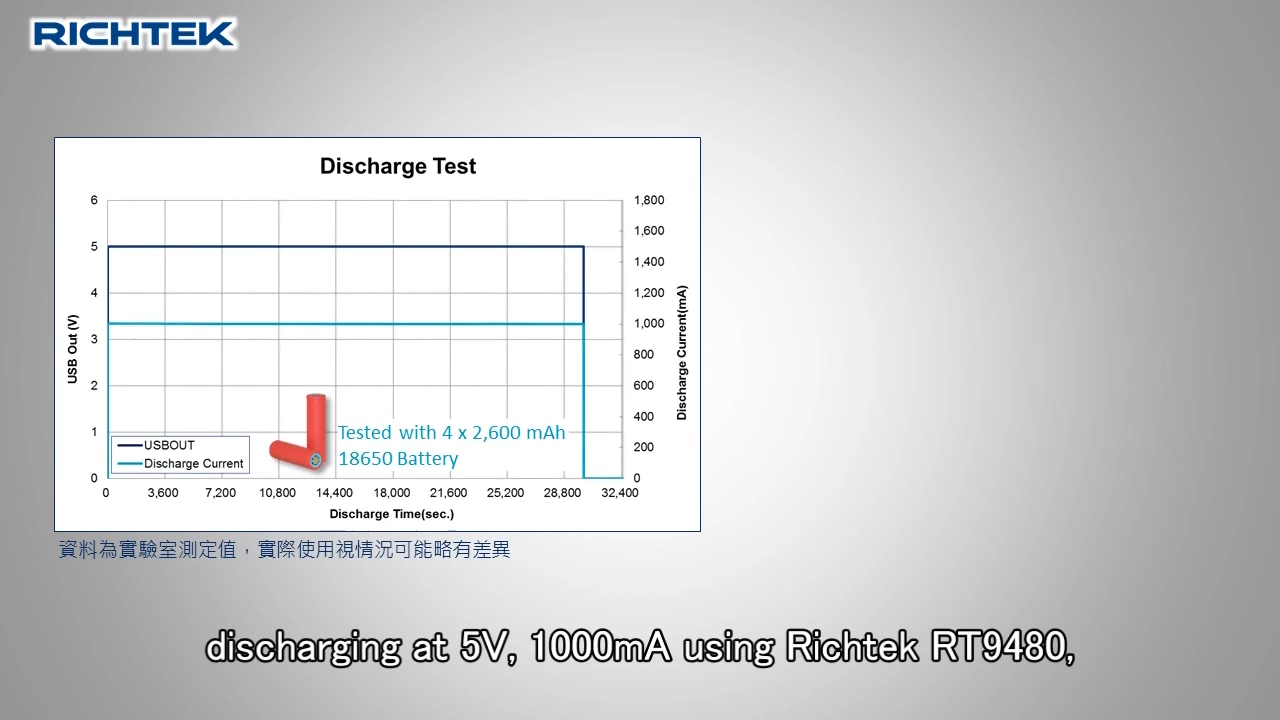 RICHTEK
Discharge Test
6
5
4
3
2
1
0
USB Out (V)
1,800
1,600
1,400
1,200
1,000
800
600
400
200
0
Discharge Current(mA)
USBOUT
Discharge Current
Tested with 4 x 2,600 mAh
18650 Battery
0 3,600 7,200 10,800 14,400 18,000 21,600 25,200 28,800 32,400
Discharge Time(sec.)
資料為實驗室測定值，實際使用視情況可能略有差異
discharging at 5V, 1000mA using Richtek RT9480,